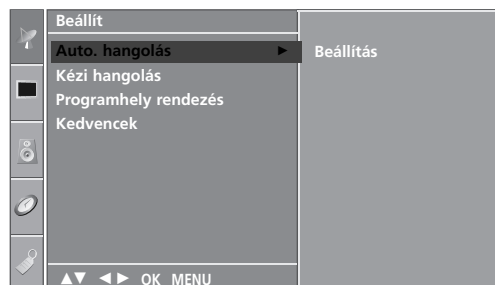 Beállít
Auto. hangolás ► Beállítás
Kézi hangolás
Programhely rendezés
Kedvencek
▲▼ ◄► OK MENU